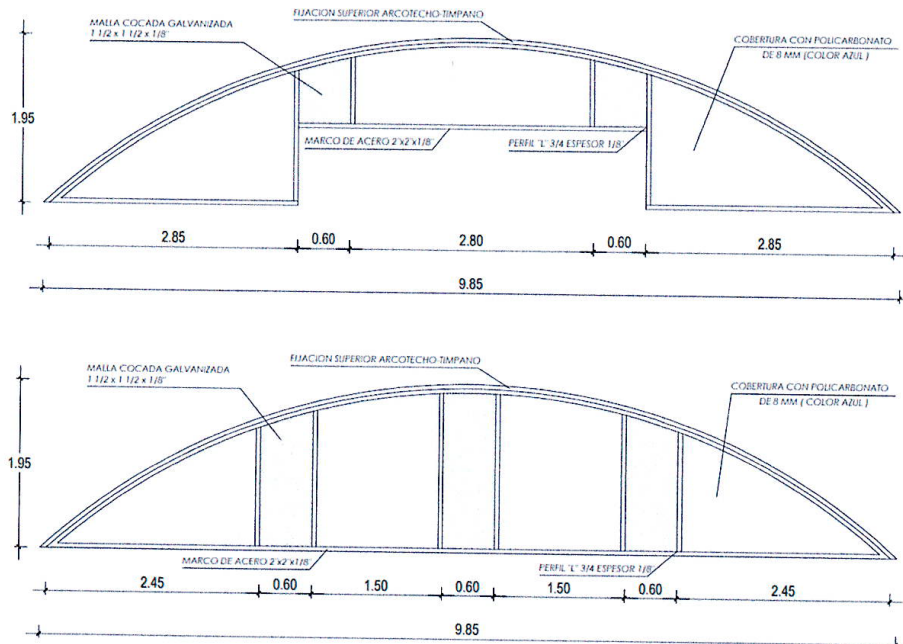 FIJACION SUPERIOR ARCOTECHO-TIMPANO
MALLA COCADA GALVANIZADA
1 1/2 x 1 1/2 x 1/8"
COBERTURA CON POLICARBONATO
DE 8 MM ( COLOR AZUL )
1.95
MARCO DE ACERO 2"x2"x1/8"
PERFIL "L" 3/4 ESPESOR 1/8"
2.85 0.60 2.80 0.60 2.85
9.85
FIJACION SUPERIOR ARCOTECHO-TIMPANO
MALLA COCADA GALVANIZADA
1 1/2 x 1 1/2 x 1/8"
COBERTURA CON POLICARBONATO
DE 8 MM ( COLOR AZUL )
1.95
MARCO DE ACERO 2"x2"x1/8"
PERFIL "L" 3/4 ESPESOR 1/8"
2.45 0.60 1.50 0.60 1.50 0.60 2.45
9.85